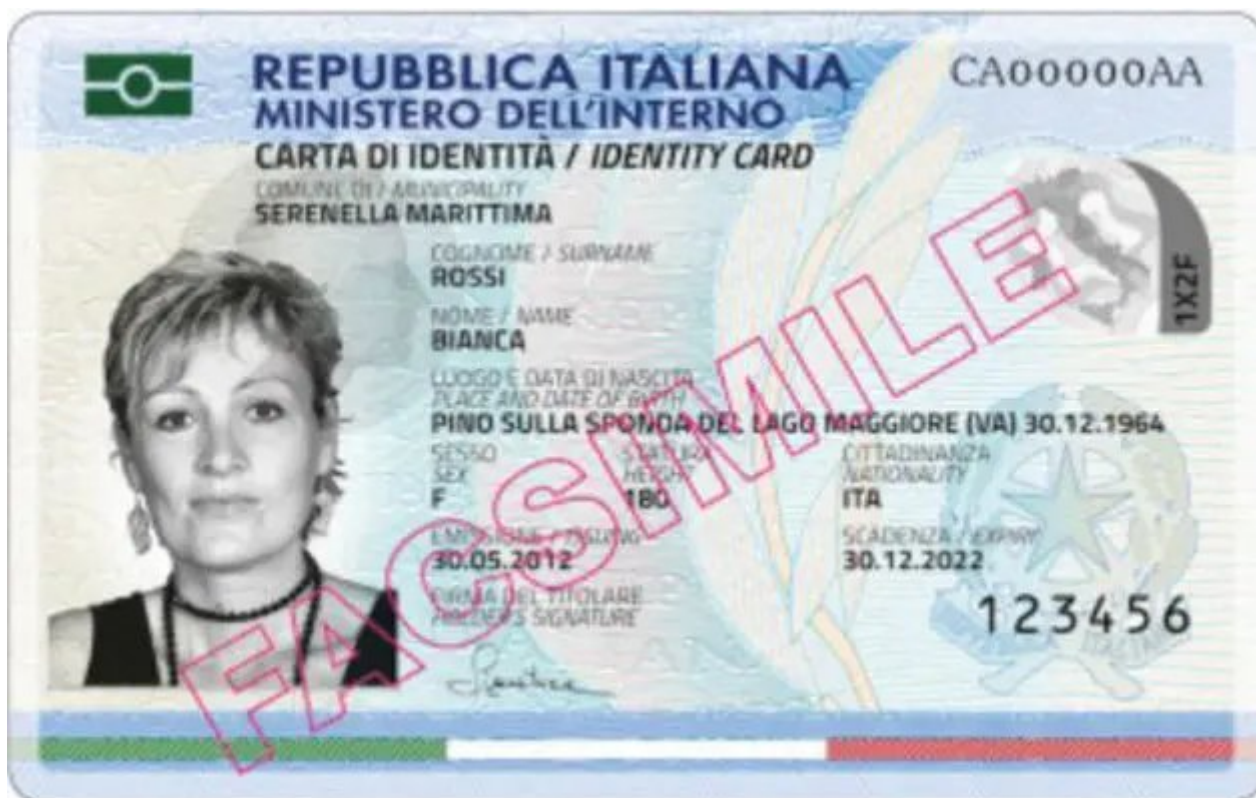 REPUBBLICA ITALIANA
CA00000AA
MINISTERO DELL'INTERNO
CARTA DI IDENTITÀ / IDENTITY CARD
COMUNE DI / MUNICIPALITY
SERENELLA MARITTIMA
COGNOME / SURNAME
ROSSI
NOME / NAME
BIANCA
LUOGO E DATA DI NASCITA
PLACE AND DATE OF BIRTH
PINO SULLA SPONDA DEL LAGO MAGGIORE (VA) 30.12.1964
SESSO STATURA CITTADINANZA
SEX HEIGHT NATIONALITY
F 180 ITA
EMISSIONE / ISSUING SCADENZA / EXPIRY
30.05.2012 30.12.2022
FIRMA DEL TITOLARE
HOLDER'S SIGNATURE
123456
1X2F
FACSIMILE